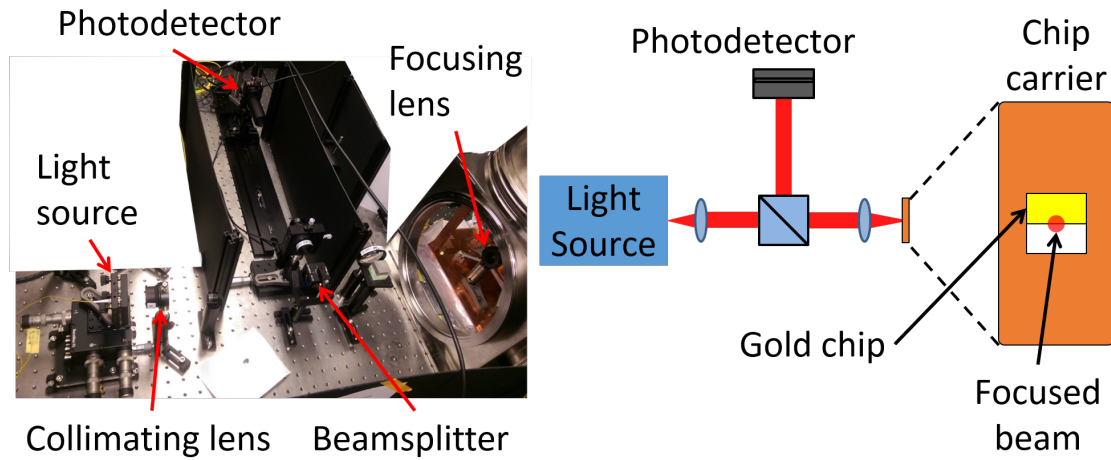 Photodetector
Focusing
lens
Light
source
Collimating lens
Beamsplitter
Photodetector
Chip
carrier
Light
Source
Gold chip
Focused
beam